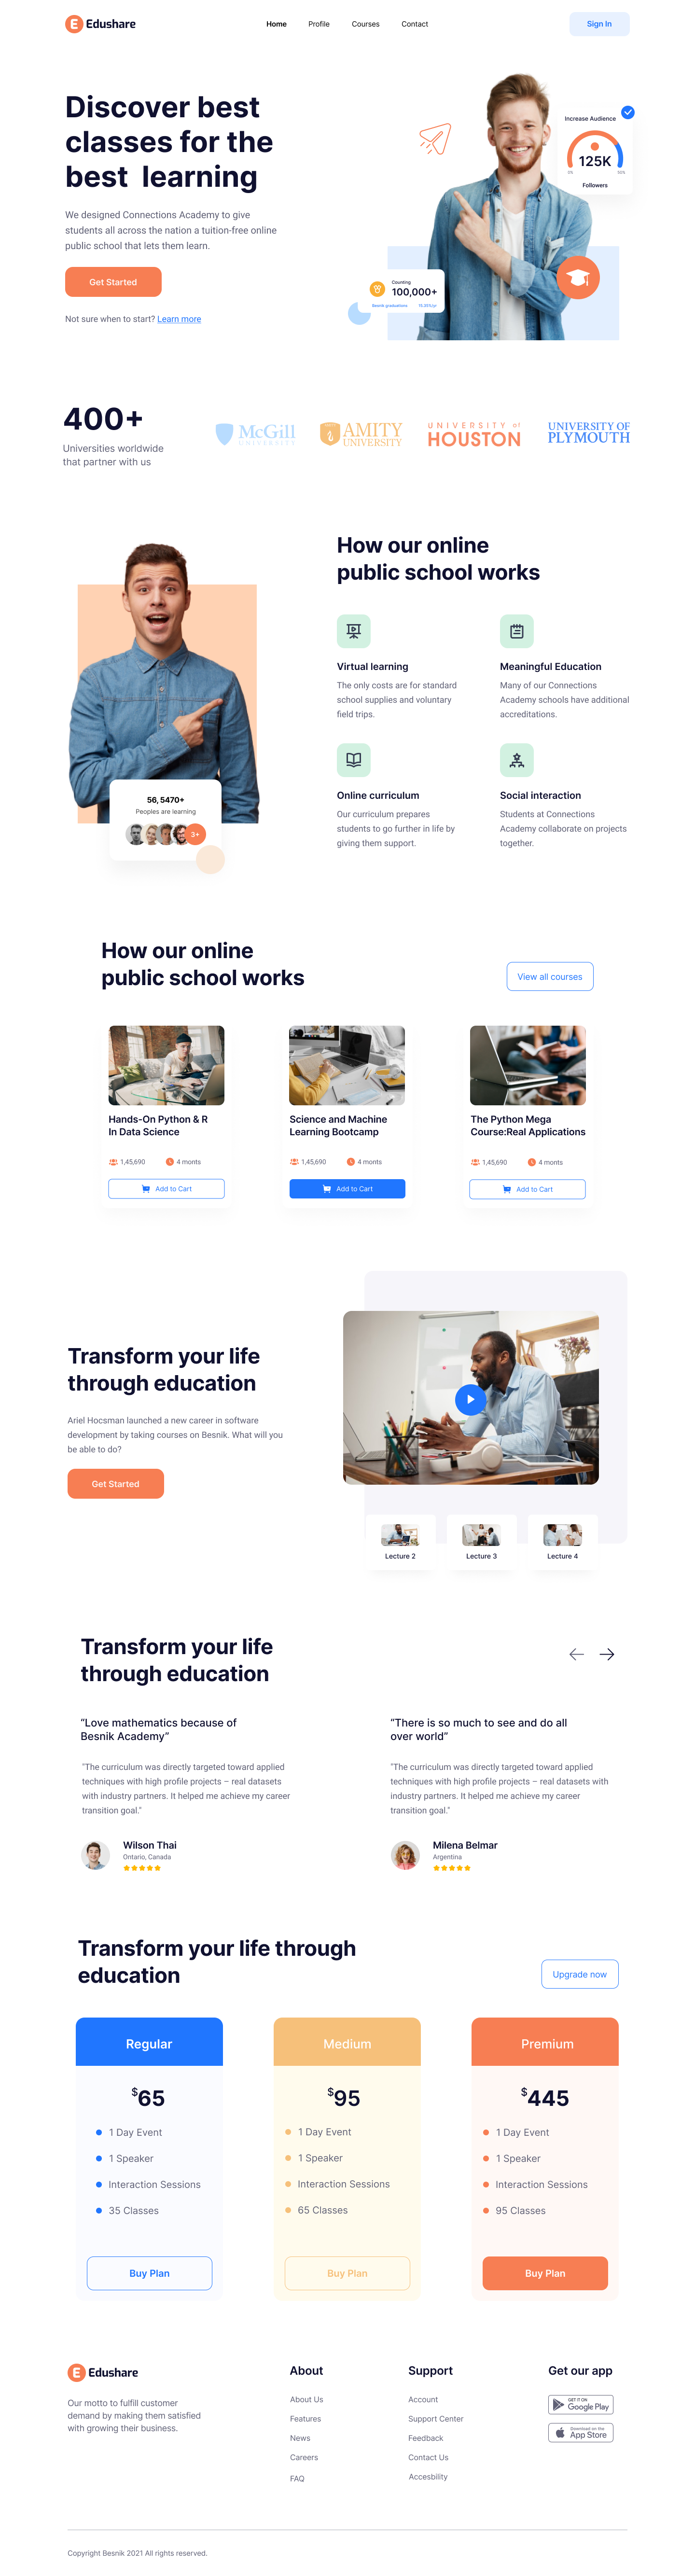 Edushare
Home
Profile
Courses
Contact
Sign In
Discover best
classes for the
best learning
We designed Connections Academy to give
students all across the nation a tuition-free online
public school that lets them learn.
Get Started
Not sure when to start? Learn more
Increase Audience
125K
Followers
Counting
100,000+
Besnik graduations
400+
Universities worldwide
that partner with us
McGill
UNIVERSITY
AMITY
UNIVERSITY
UNIVERSITY of
HOUSTON
UNIVERSITY OF
PLYMOUTH
56, 5470+
Peoples are learning
3+
How our online
public school works
Virtual learning
The only costs are for standard
school supplies and voluntary
field trips.
Meaningful Education
Many of our Connections
Academy schools have additional
accreditations.
Online curriculum
Our curriculum prepares
students to go further in life by
giving them support.
Social interaction
Students at Connections
Academy collaborate on projects
together.
How our online
public school works
View all courses
Hands-On Python & R
In Data Science
1,45,690
4 monts
Add to Cart
Science and Machine
Learning Bootcamp
1,45,690
4 monts
Add to Cart
The Python Mega
Course:Real Applications
1,45,690
4 monts
Add to Cart
Transform your life
through education
Ariel Hocsman launched a new career in software
development by taking courses on Besnik. What will you
be able to do?
Get Started
Lecture 2
Lecture 3
Lecture 4
Transform your life
through education
“Love mathematics because of
Besnik Academy”
"The curriculum was directly targeted toward applied
techniques with high profile projects – real datasets
with industry partners. It helped me achieve my career
transition goal."
Wilson Thai
Ontario, Canada
“There is so much to see and do all
over world”
"The curriculum was directly targeted toward applied
techniques with high profile projects – real datasets with
industry partners. It helped me achieve my career
transition goal."
Milena Belmar
Argentina
Transform your life through
education
Upgrade now
Regular
$65
1 Day Event
1 Speaker
Interaction Sessions
35 Classes
Buy Plan
Medium
$95
1 Day Event
1 Speaker
Interaction Sessions
65 Classes
Buy Plan
Premium
$445
1 Day Event
1 Speaker
Interaction Sessions
95 Classes
Buy Plan
Edushare
Our motto to fulfill customer
demand by making them satisfied
with growing their business.
About
About Us
Features
News
Careers
FAQ
Support
Account
Support Center
Feedback
Contact Us
Accesbility
Get our app
GET IT ON
Google Play
Download on the
App Store
Copyright Besnik 2021 All rights reserved.